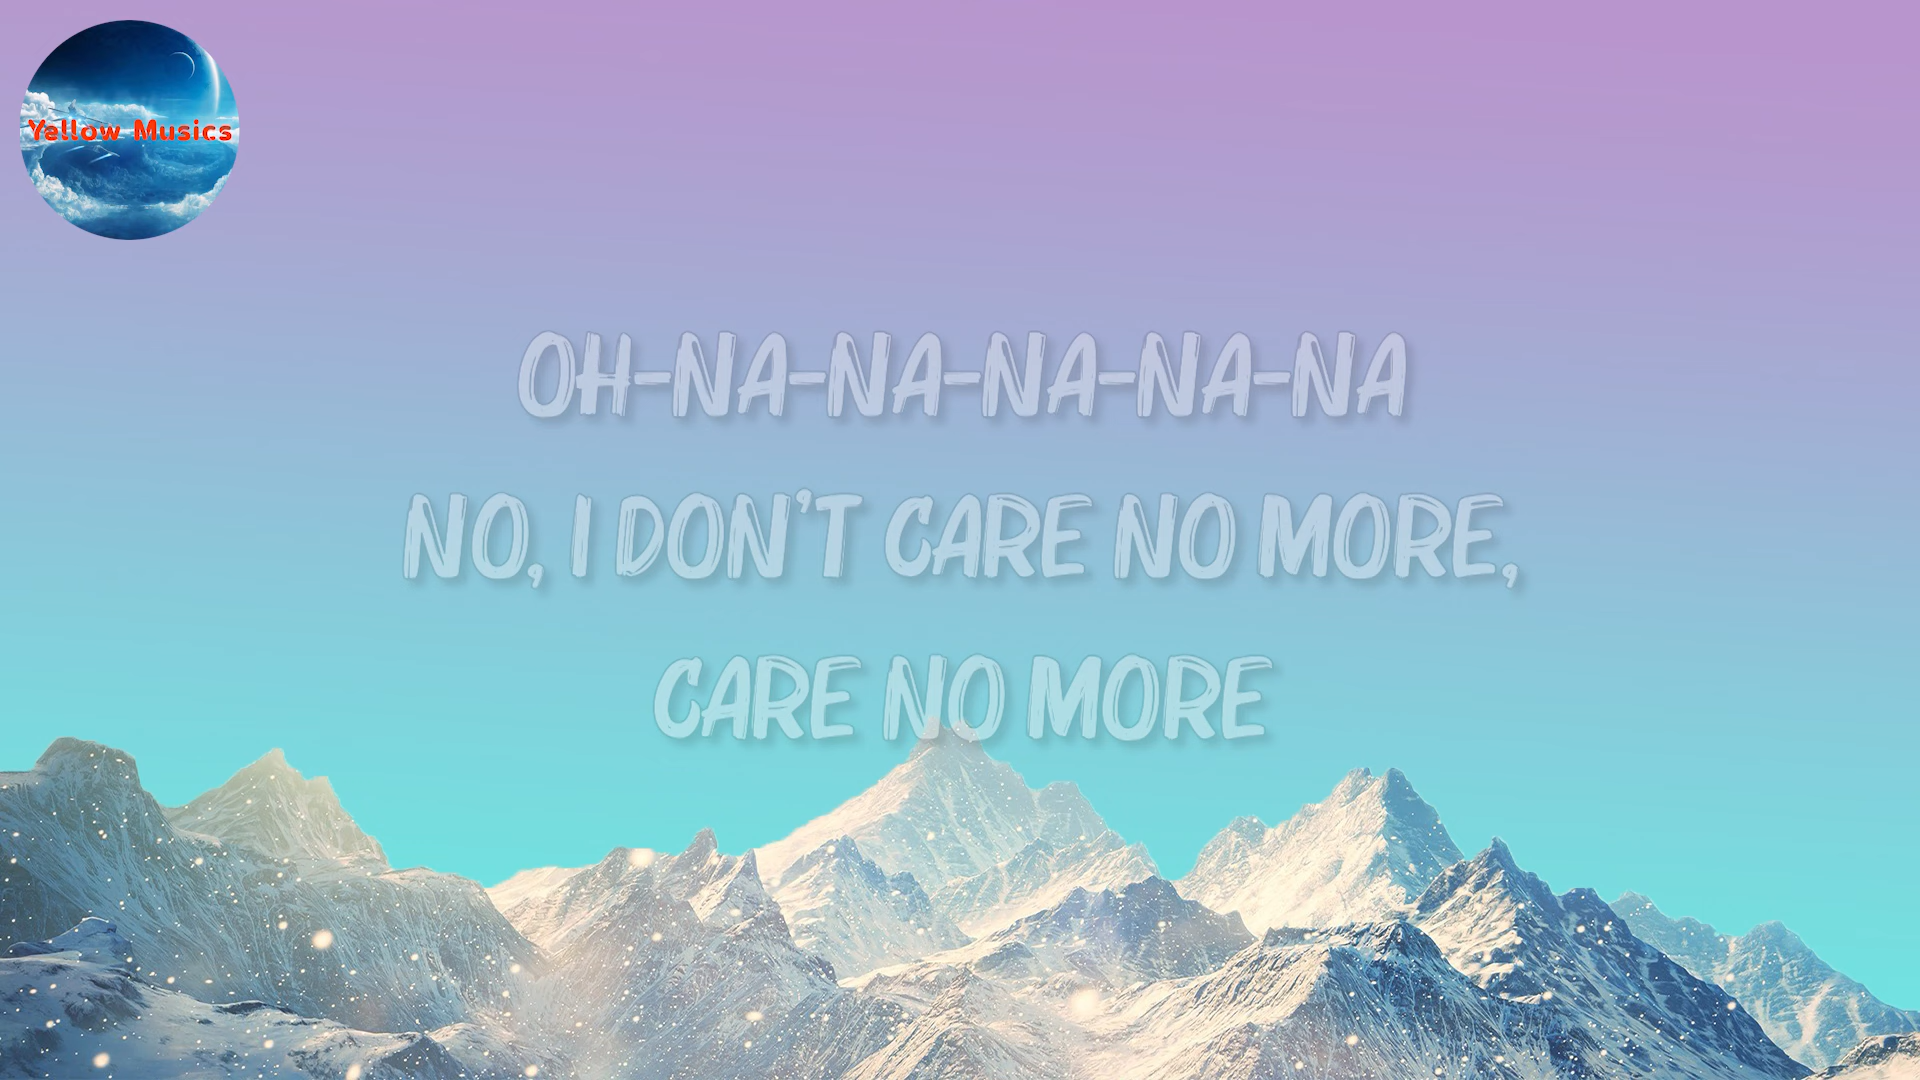 Yellow Musics
OH-NA-NA-NA-NA-NA
NO, I DON'T CARE NO MORE,
CARE NO MORE